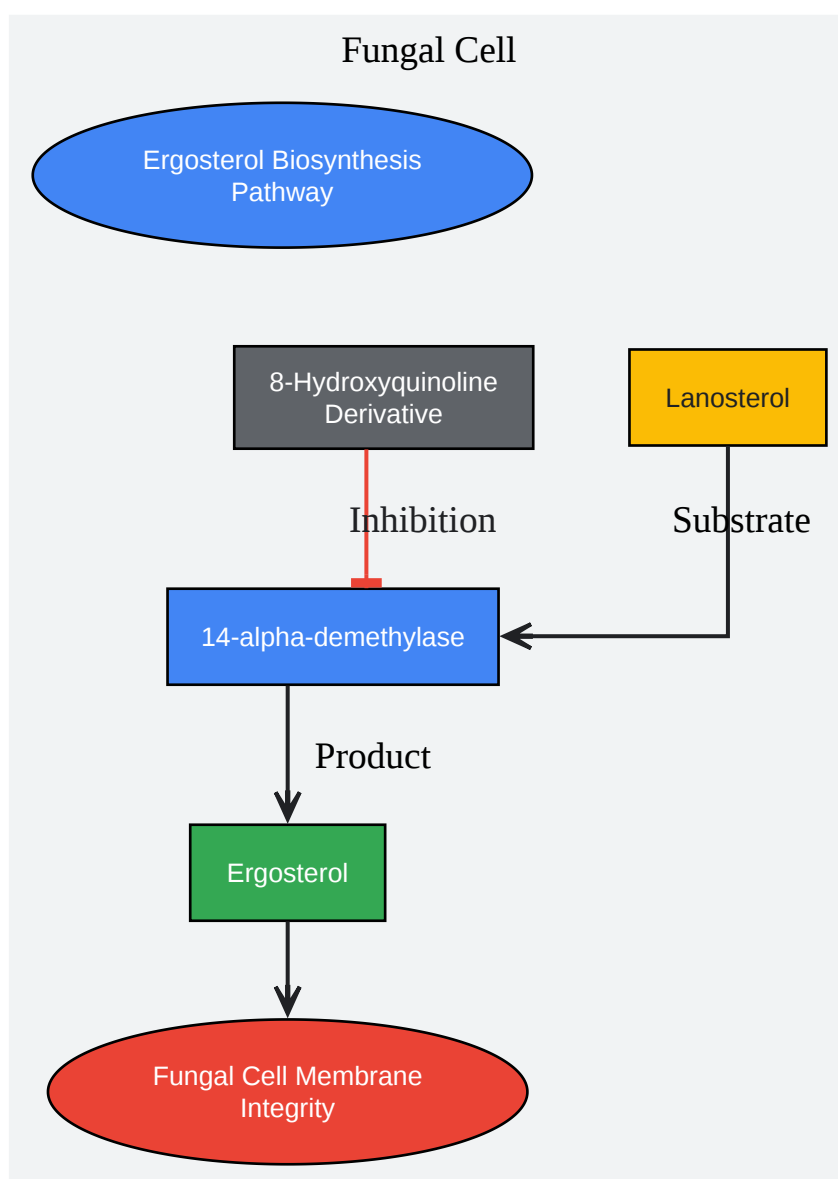 Fungal Cell
Ergosterol Biosynthesis
Pathway
8-Hydroxyquinoline
Derivative
Lanosterol
Inhibition
Substrate
14-alpha-demethylase
Product
Ergosterol
Fungal Cell Membrane
Integrity